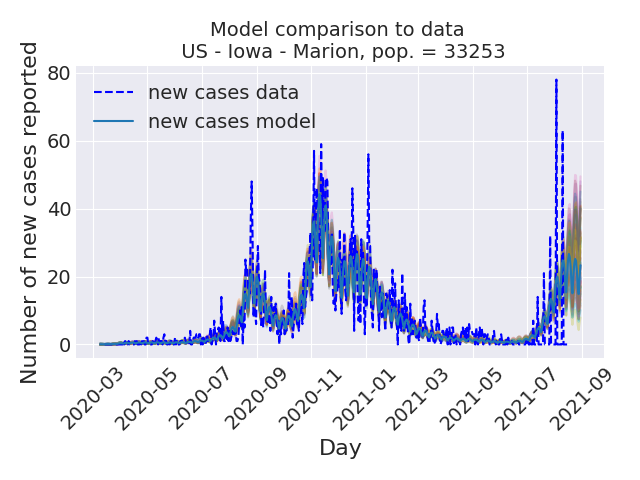 Model comparison to data
US - Iowa - Marion, pop. = 33253
Number of new cases reported
80
60
40
20
0
new cases data
new cases model
2020-03
2020-05
2020-07
2020-09
2020-11
2021-01
2021-03
2021-05
2021-07
2021-09
Day